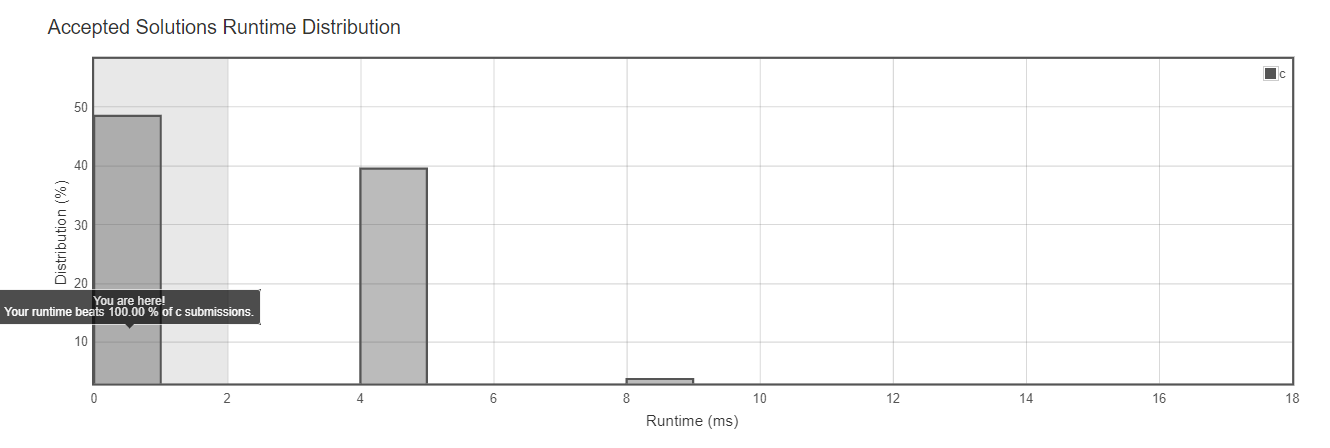 Accepted Solutions Runtime Distribution
c
50
40
30
20
10
Distribution (%)
You are here!
Your runtime beats 100.00 % of c submissions.
0 2 4 6 8 10 12 14 16 18
Runtime (ms)